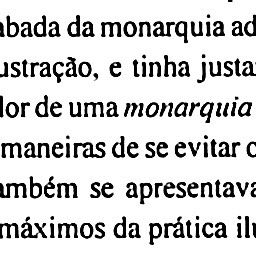 abada da monarquia ad
ustração, e tinha justa
dor de uma monarquia
maneiras de se evitar o
ambém se apresentava
máximos da prática ilu